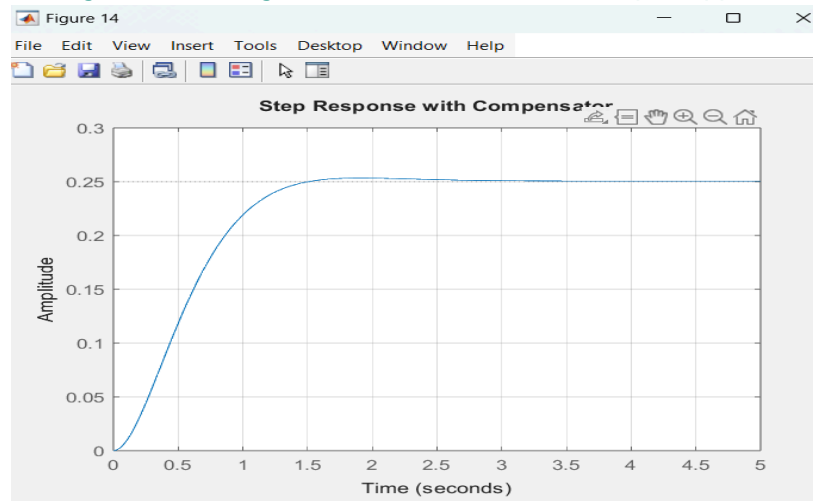 Figure 14
File Edit View Insert Tools Desktop Window Help
Step Response with Compensator
0.3
0.25
0.2
0.15
0.1
0.05
0
Amplitude
0 0.5 1 1.5 2 2.5 3 3.5 4 4.5 5
Time (seconds)